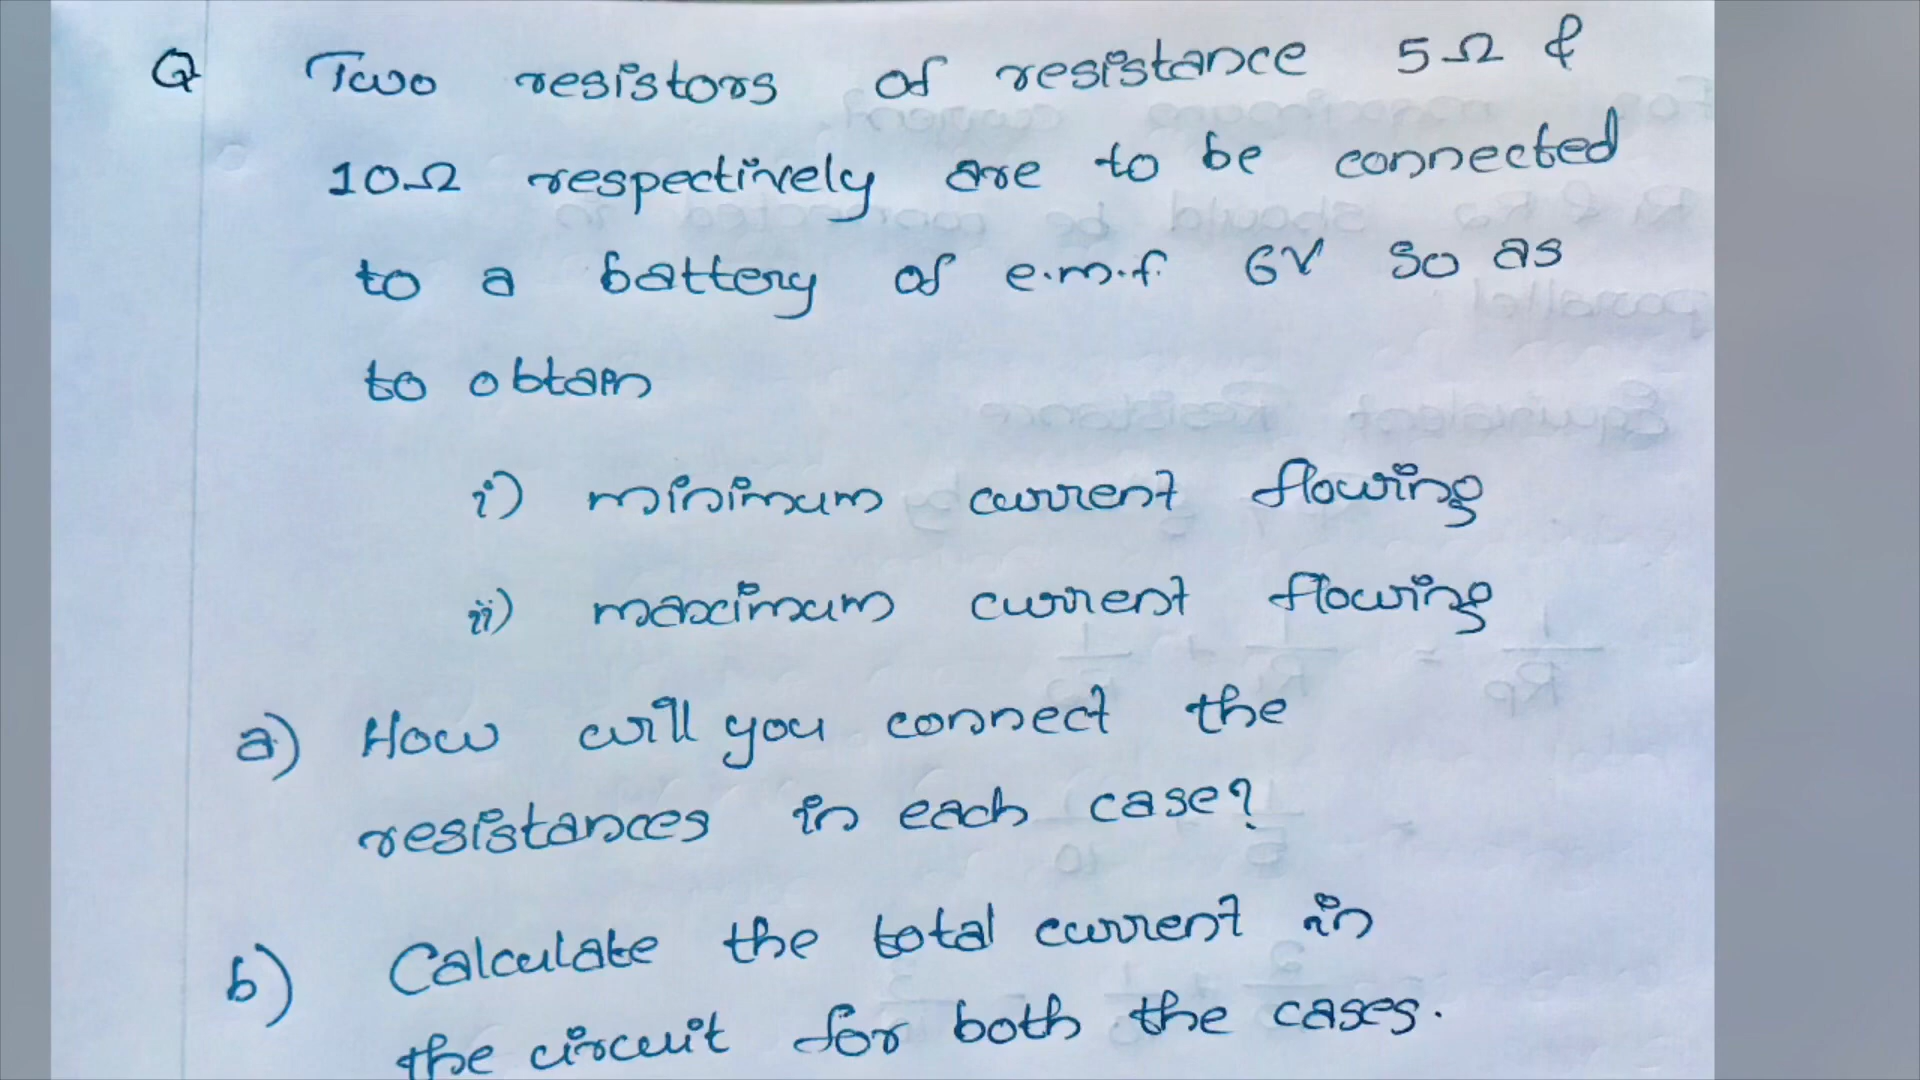 Q Two resistors of resistance 5Ω &
10Ω respectively are to be connected
to a battery of e.m.f. 6V so as
to obtain
i) minimum current flowing
ii) maximum current flowing
a) How will you connect the
resistances in each case?
b) Calculate the total current in
the circuit for both the cases.